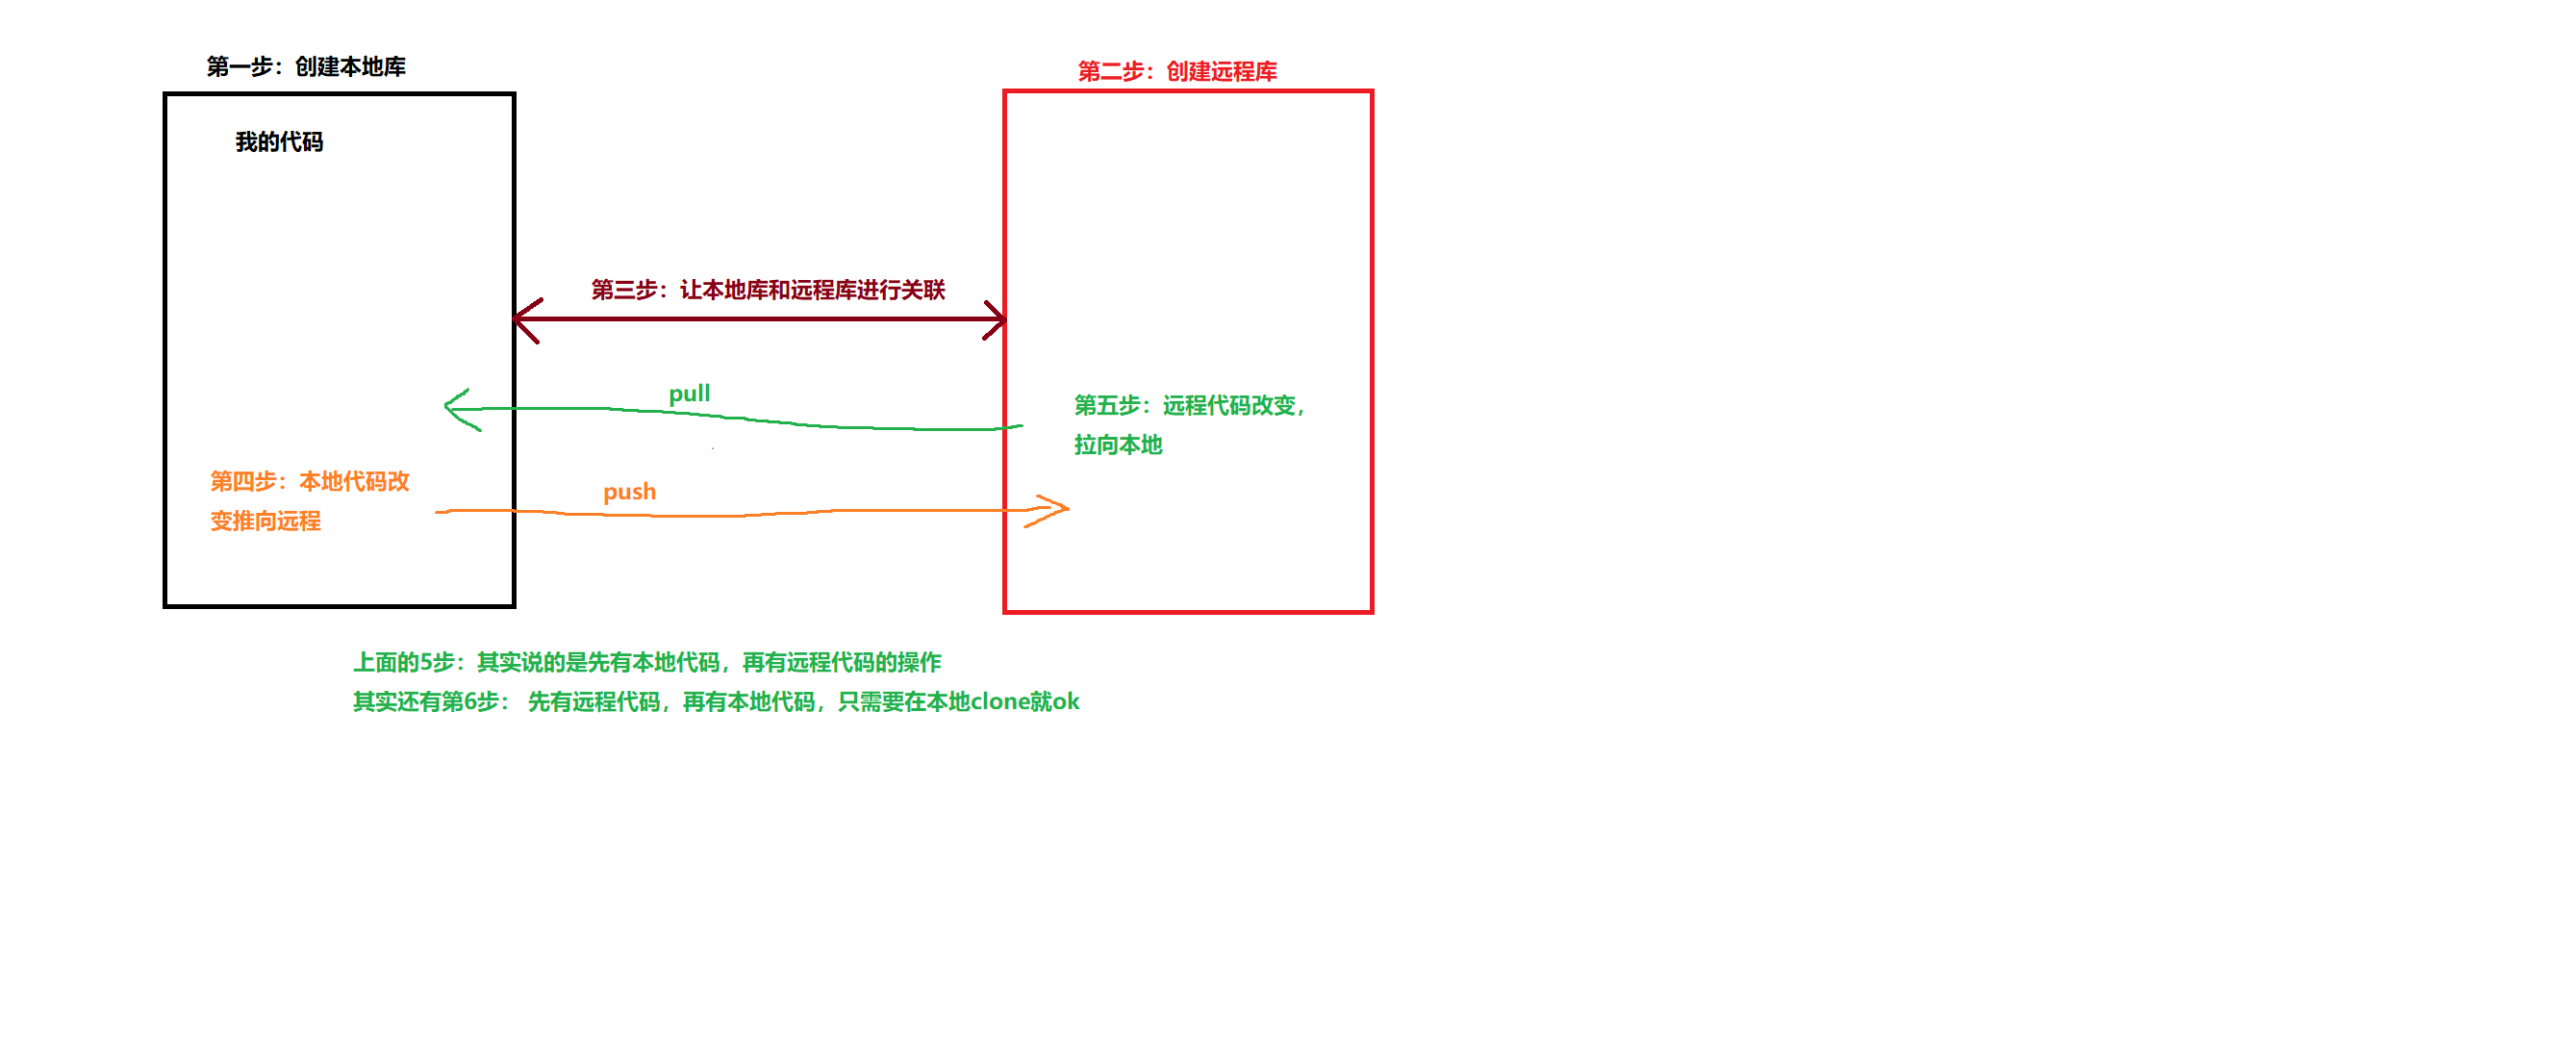 第一步：创建本地库
第二步：创建远程库
我的代码
第三步：让本地库和远程库进行关联
pull
第五步：远程代码改变，
拉向本地
第四步：本地代码改
变推向远程
push
上面的5步：其实说的是先有本地代码，再有远程代码的操作
其实还有第6步： 先有远程代码，再有本地代码，只需要在本地clone就ok